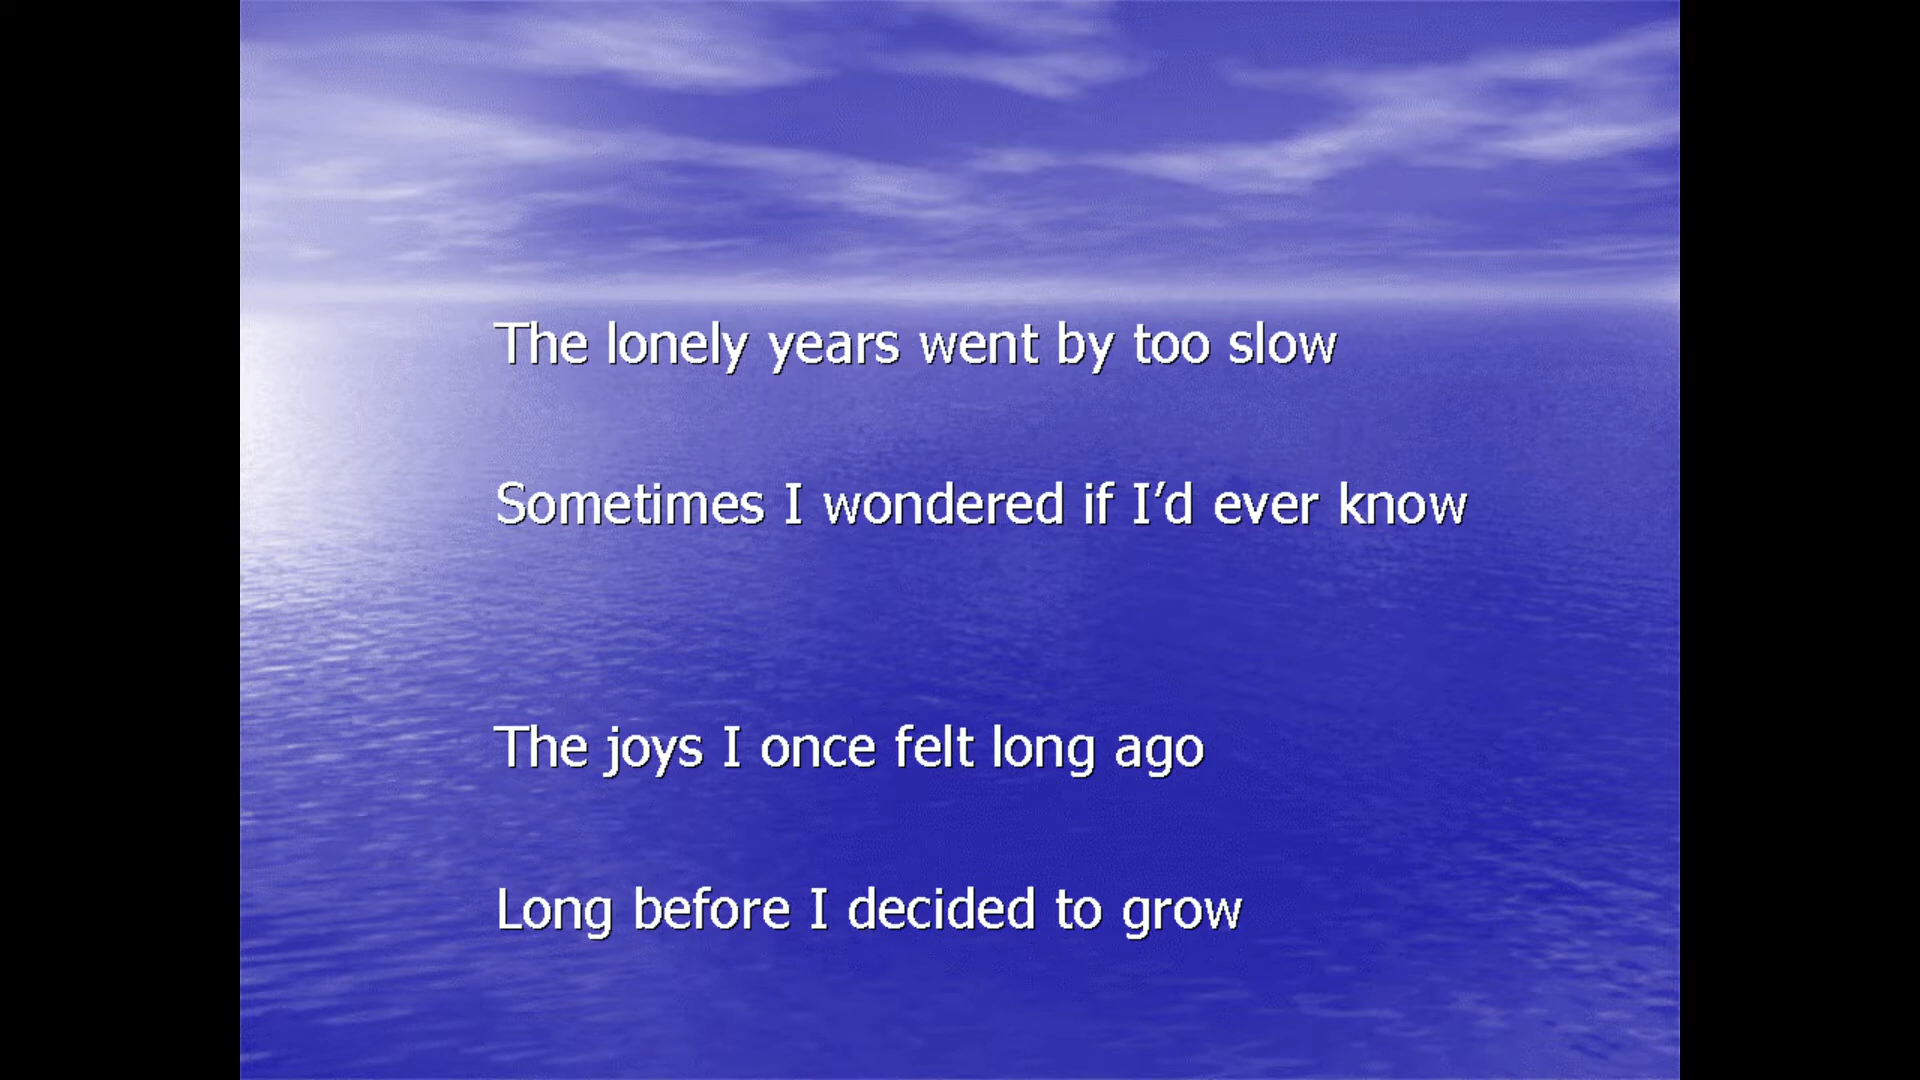 The lonely years went by too slow
Sometimes I wondered if I’d ever know
The joys I once felt long ago
Long before I decided to grow